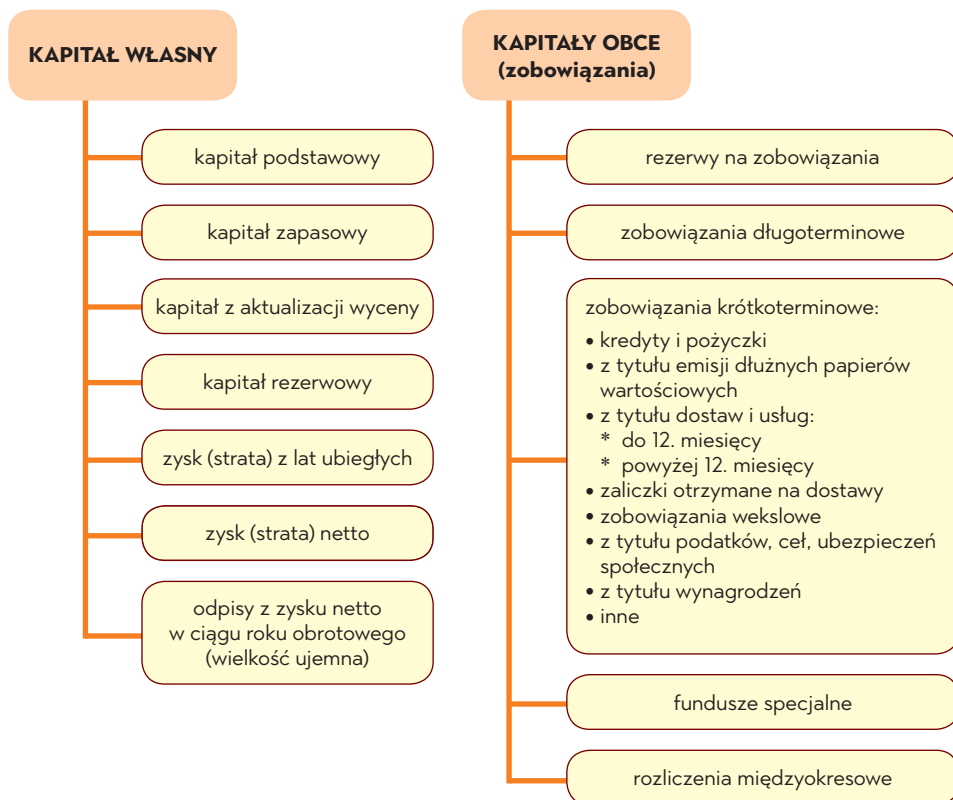 KAPITAŁ WŁASNY
kapitał podstawowy
kapitał zapasowy
kapitał z aktualizacji wyceny
kapitał rezerwowy
zysk (strata) z lat ubiegłych
zysk (strata) netto
odpisy z zysku netto
w ciągu roku obrotowego
(wielkość ujemna)
KAPITAŁY OBCE
(zobowiązania)
rezerwy na zobowiązania
zobowiązania długoterminowe
zobowiązania krótkoterminowe:
• kredyty i pożyczki
• z tytułu emisji dłużnych papierów
wartościowych
• z tytułu dostaw i usług:
* do 12. miesięcy
* powyżej 12. miesięcy
• zaliczki otrzymane na dostawy
• zobowiązania wekslowe
• z tytułu podatków, ceł, ubezpieczeń
społecznych
• z tytułu wynagrodzeń
• inne
fundusze specjalne
rozliczenia międzyokresowe